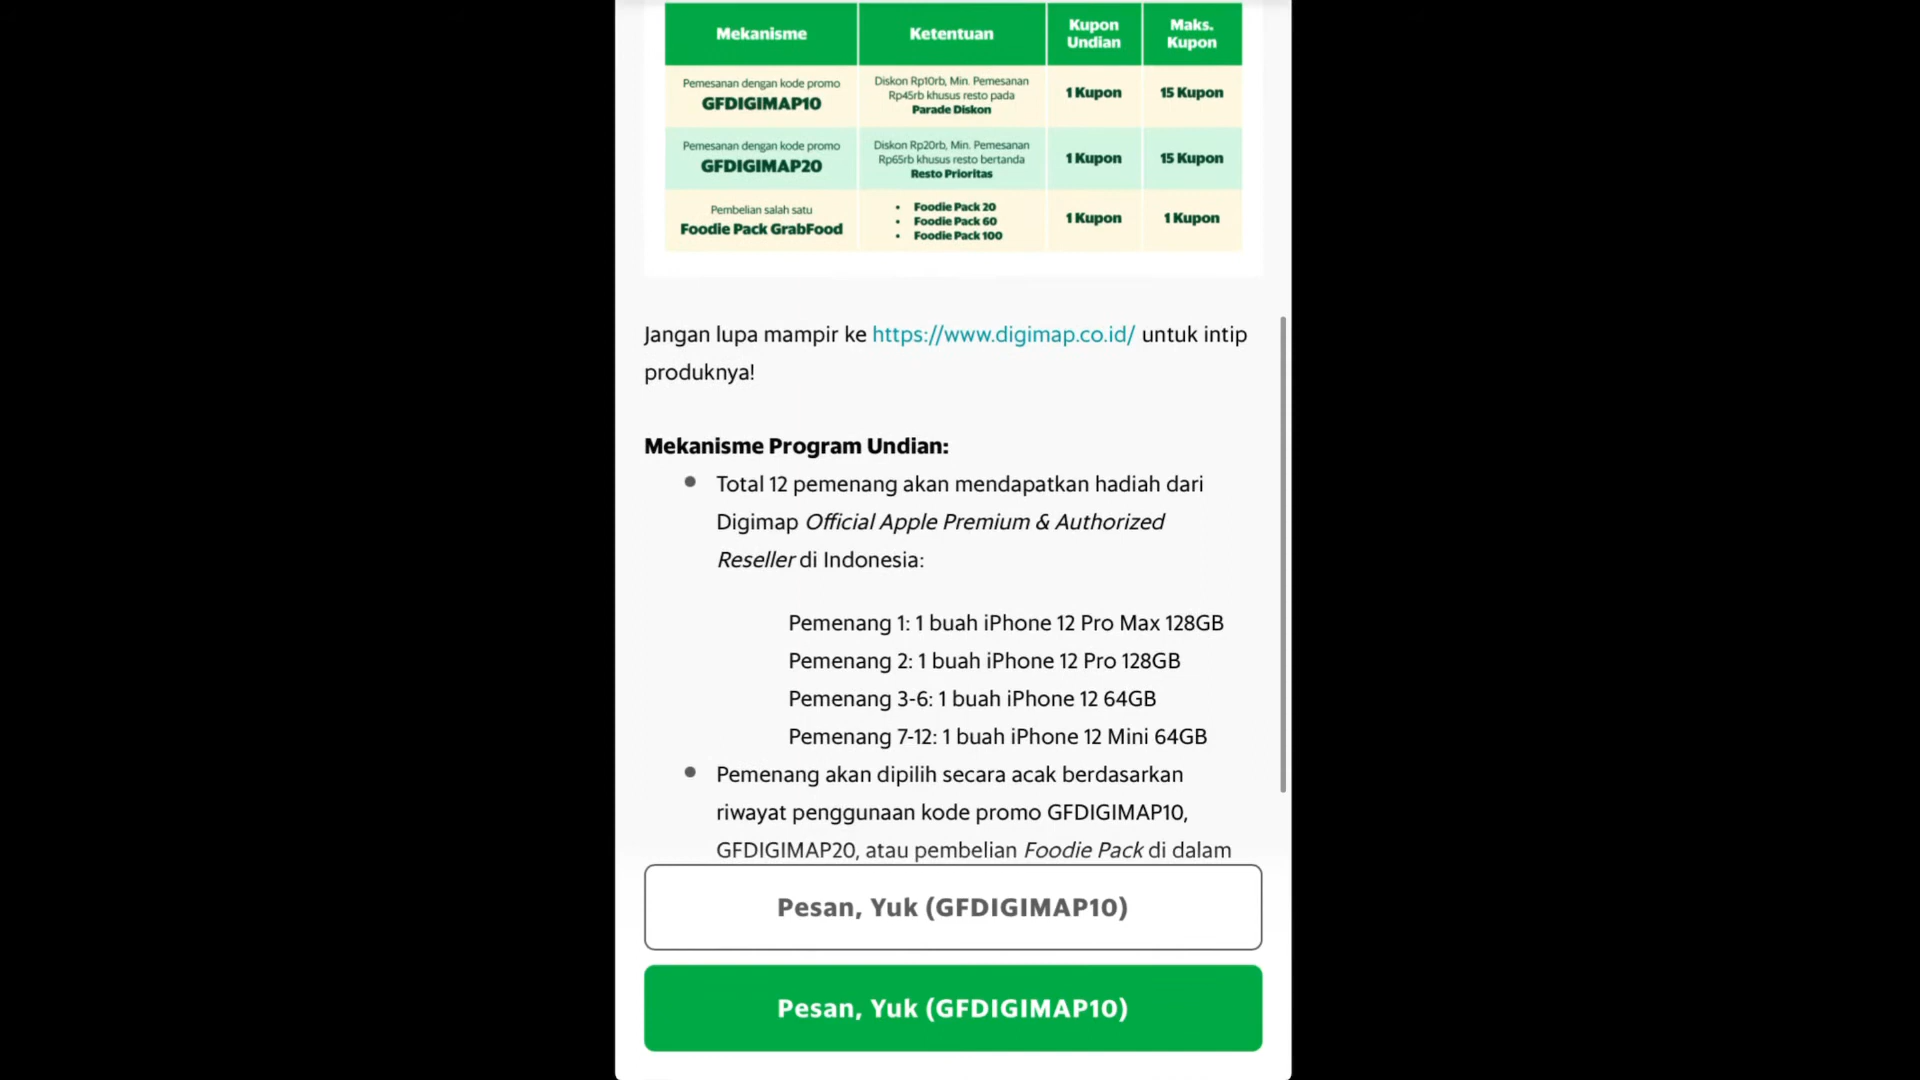 Mekanisme
Ketentuan
Kupon
Undian
Maks.
Kupon
Pemesanan dengan kode promo
GFDIGIMAP10
Diskon Rp10rb, Min. Pemesanan
Rp45rb khusus resto pada
Parade Diskon
1 Kupon
15 Kupon
Pemesanan dengan kode promo
GFDIGIMAP20
Diskon Rp20rb, Min. Pemesanan
Rp65rb khusus resto bertanda
Resto Prioritas
1 Kupon
15 Kupon
Pembelian salah satu
Foodie Pack GrabFood
• Foodie Pack 20
• Foodie Pack 60
• Foodie Pack 100
1 Kupon
1 Kupon
Jangan lupa mampir ke https://www.digimap.co.id/ untuk intip
produknya!
Mekanisme Program Undian:
• Total 12 pemenang akan mendapatkan hadiah dari
Digimap Official Apple Premium & Authorized
Reseller di Indonesia:
Pemenang 1: 1 buah iPhone 12 Pro Max 128GB
Pemenang 2: 1 buah iPhone 12 Pro 128GB
Pemenang 3-6: 1 buah iPhone 12 64GB
Pemenang 7-12: 1 buah iPhone 12 Mini 64GB
• Pemenang akan dipilih secara acak berdasarkan
riwayat penggunaan kode promo GFDIGIMAP10,
GFDIGIMAP20, atau pembelian Foodie Pack di dalam
Pesan, Yuk (GFDIGIMAP10)
Pesan, Yuk (GFDIGIMAP10)